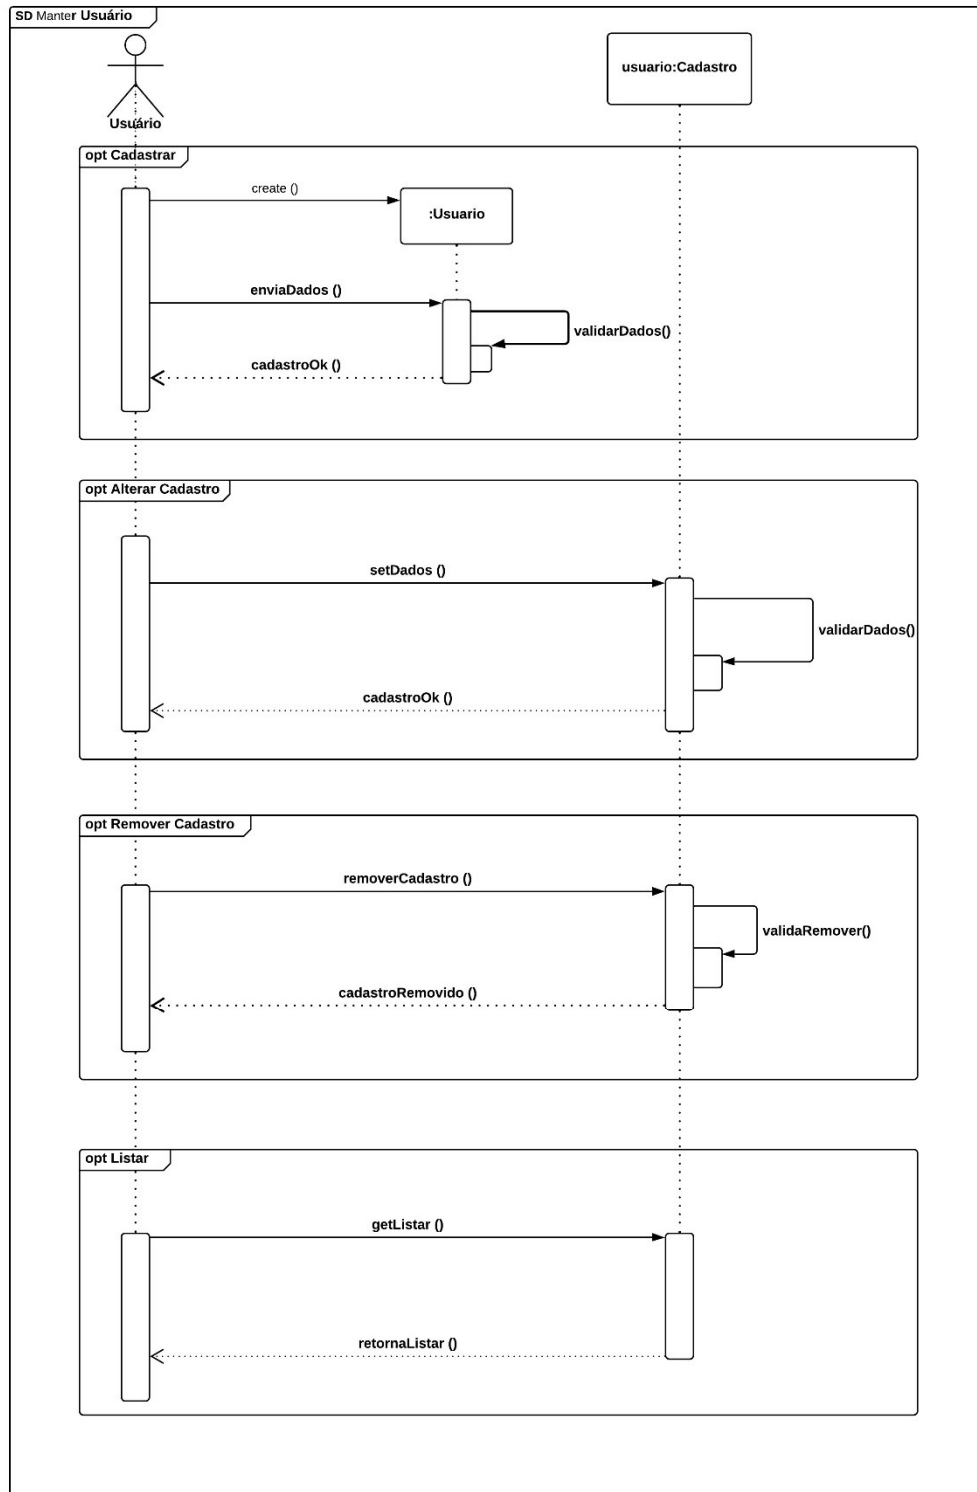 SD Manter Usuário
usuario:Cadastro
Usuário
opt Cadastrar
create ()
:Usuario
enviaDados ()
validarDados()
cadastroOk ()
opt Alterar Cadastro
setDados ()
validarDados()
cadastroOk ()
opt Remover Cadastro
removerCadastro ()
validaRemover()
cadastroRemovido ()
opt Listar
getListar ()
retornaListar ()